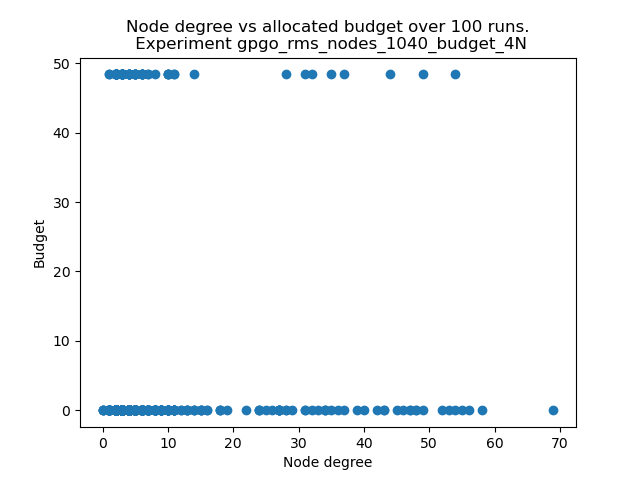 Node degree vs allocated budget over 100 runs.
Experiment gpgo_rms_nodes_1040_budget_4N
50
40
30
20
10
0
Budget
0 10 20 30 40 50 60 70
Node degree